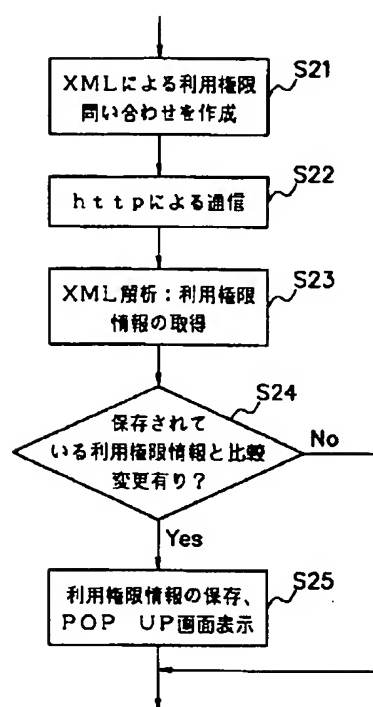 S21
XMLによる利用権限
問い合わせを作成
S22
httpによる通信
S23
XML解析：利用権限
情報の取得
S24
保存されて
いる利用権限情報と比較
変更有り？
No
Yes
S25
利用権限情報の保存、
POP UP画面表示